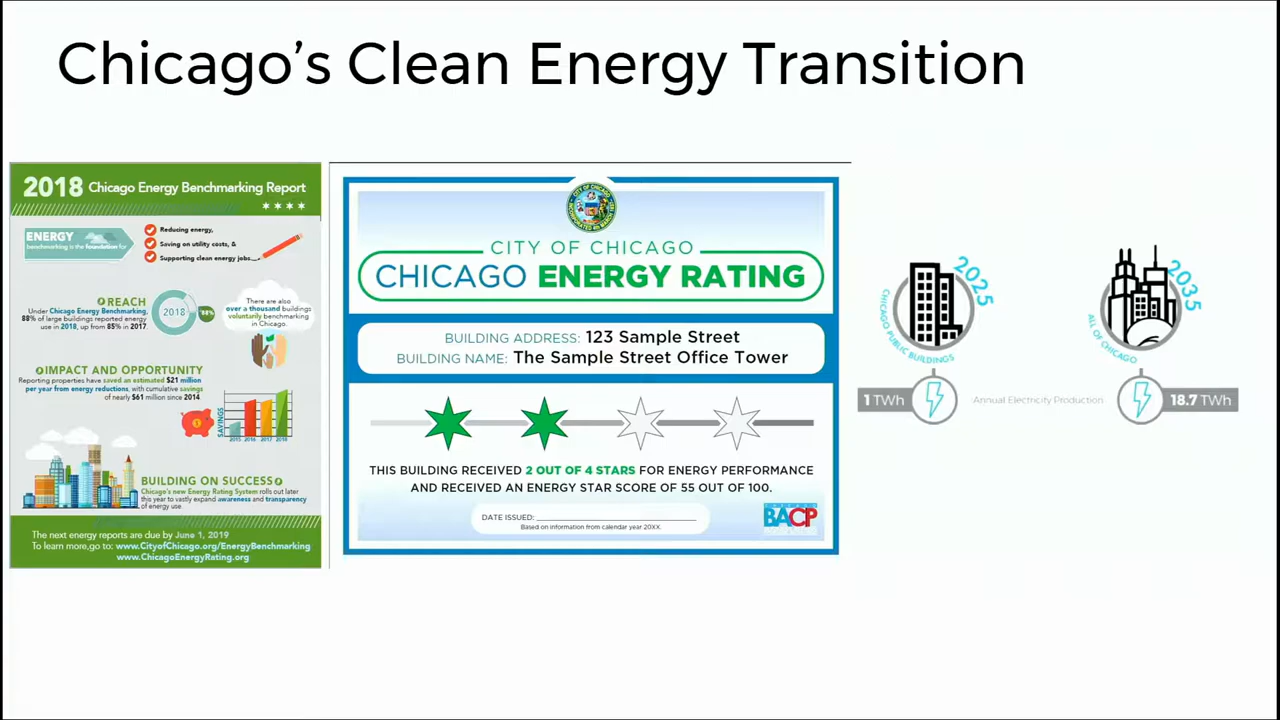 Chicago's Clean Energy Transition
2018 Chicago Energy Benchmarking Report
ENERGY
benchmarking is the foundation for
Reducing energy,
Saving on utility costs, &
Supporting clean energy jobs...
REACH
Under Chicago Energy Benchmarking,
88% of large buildings reported energy
use in 2018, up from 85% in 2017.
2018
88%
There are also
over a thousand buildings
voluntarily benchmarking
in Chicago.
IMPACT AND OPPORTUNITY
Reporting properties have saved an estimated $21 million
per year from energy reductions, with cumulative savings
of nearly $61 million since 2014
SAVINGS
2015 2016 2017 2018
BUILDING ON SUCCESS
Chicago's new Energy Rating System rolls out later
this year to vastly expand awareness and transparency
of energy use.
The next energy reports are due by June 1, 2019
To learn more,go to: www.CityofChicago.org/EnergyBenchmarking
www.ChicagoEnergyRating.org
CITY OF CHICAGO
CHICAGO ENERGY RATING
BUILDING ADDRESS: 123 Sample Street
BUILDING NAME: The Sample Street Office Tower
THIS BUILDING RECEIVED 2 OUT OF 4 STARS FOR ENERGY PERFORMANCE
AND RECEIVED AN ENERGY STAR SCORE OF 55 OUT OF 100.
DATE ISSUED:
Based on information from calendar year 20XX.
BACP
2025
CHICAGO PUBLIC BUILDINGS
2035
ALL OF CHICAGO
1 TWh
Annual Electricity Production
18.7 TWh